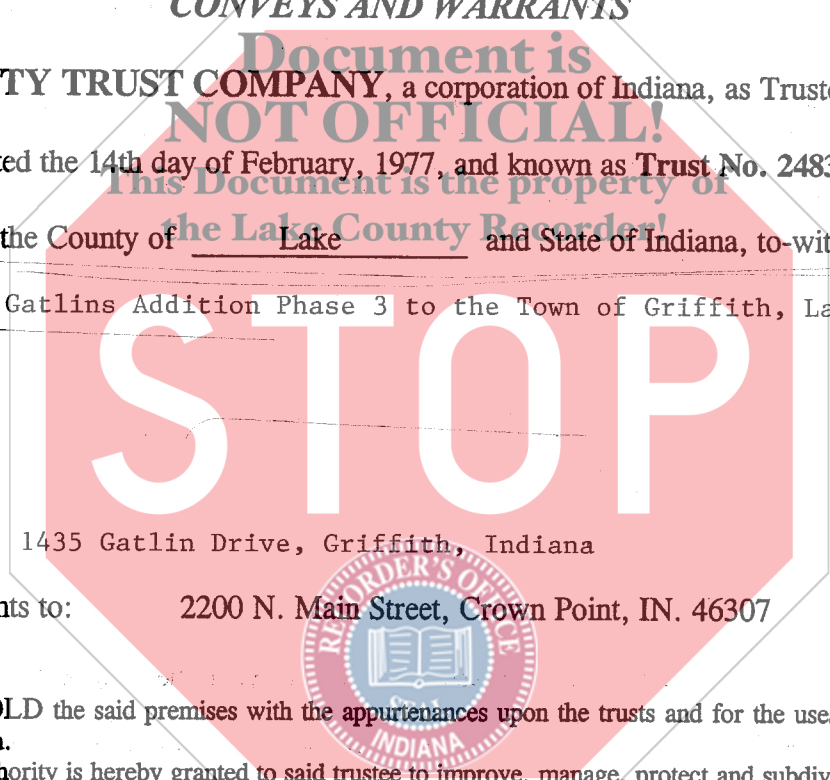 CONVEYS AND WARRANTS
Document is
TY TRUST COMPANY, a corporation of Indiana, as Truste
NOT OFFICIAL!
ed the 14th day of February, 1977, and known as Trust No. 2483
This Document is the property of
the Lake County Recorder!
the County of Lake and State of Indiana, to-wit
Gatlins Addition Phase 3 to the Town of Griffith, La
STOP
1435 Gatlin Drive, Griffith, Indiana
RECORDER'S OFFICE
nts to: 2200 N. Main Street, Crown Point, IN. 46307
SEAL
OLD the said premises with the appurtenances upon the trusts and for the use
INDIANA
hority is hereby granted to said trustee to improve, manage, protect and subdiv